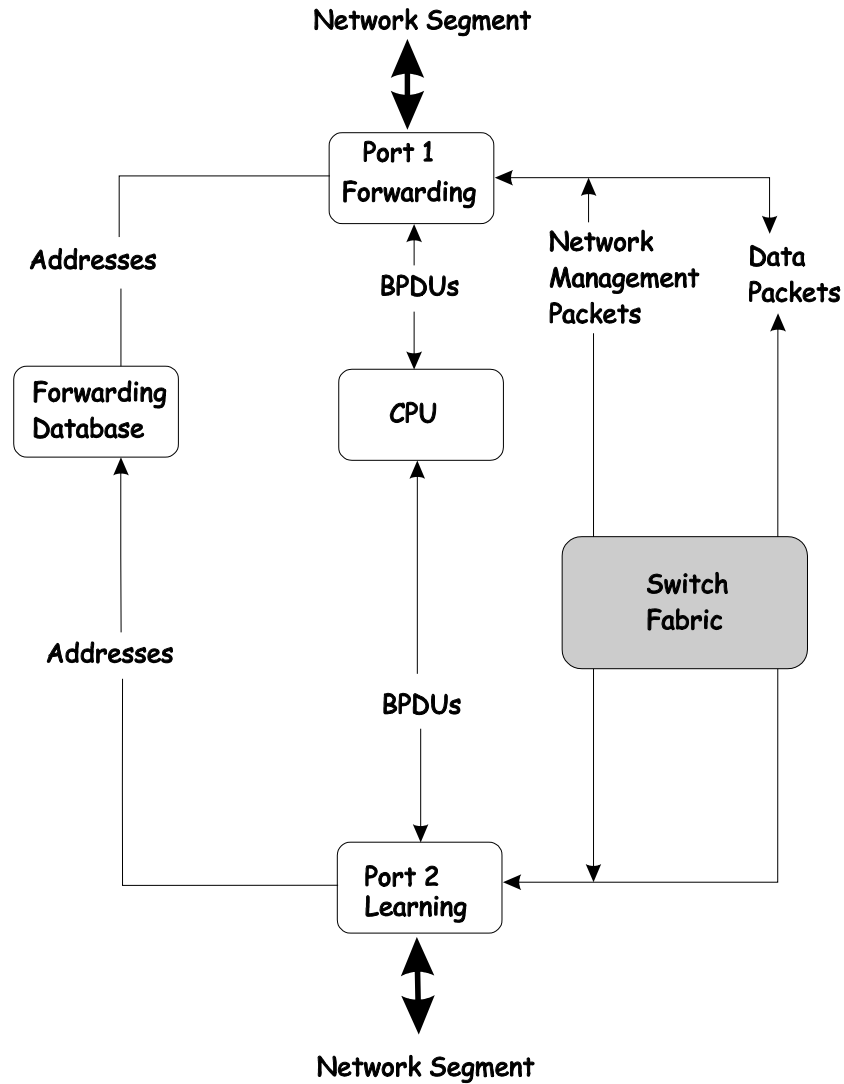 Network Segment
Port 1
Forwarding
Addresses
BPDUs
Network
Management
Packets
Data
Packets
Forwarding
Database
CPU
Switch
Fabric
Addresses
BPDUs
Port 2
Learning
Network Segment